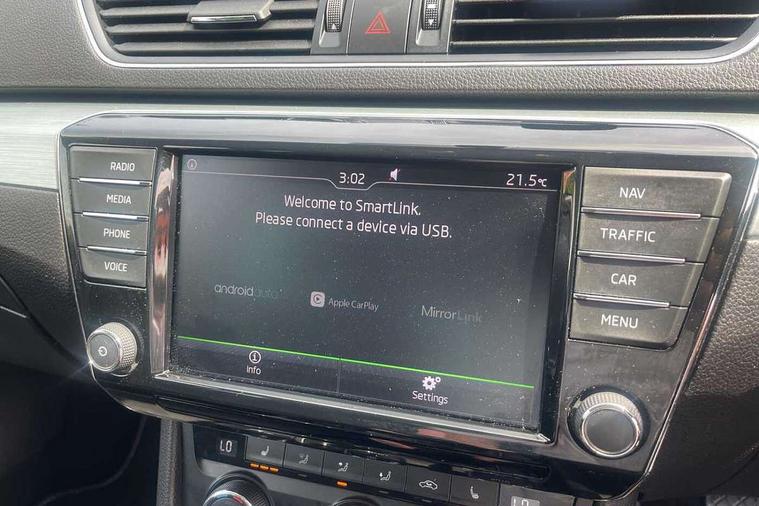 3:02
21.5°C
Welcome to SmartLink.
Please connect a device via USB.
androidauto
Apple CarPlay
MirrorLink
i
Info
Settings
RADIO
MEDIA
PHONE
VOICE
NAV
TRAFFIC
CAR
MENU
LO
LO